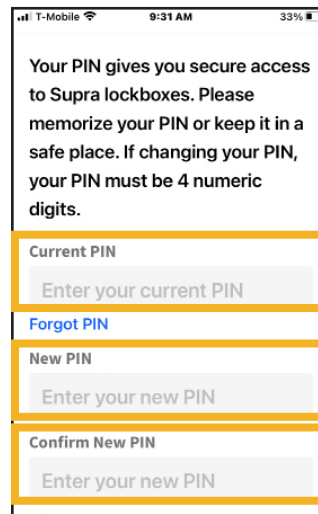 T-Mobile 9:31 AM 33%
Your PIN gives you secure access
to Supra lockboxes. Please
memorize your PIN or keep it in a
safe place. If changing your PIN,
your PIN must be 4 numeric
digits.
Current PIN
Enter your current PIN
Forgot PIN
New PIN
Enter your new PIN
Confirm New PIN
Enter your new PIN